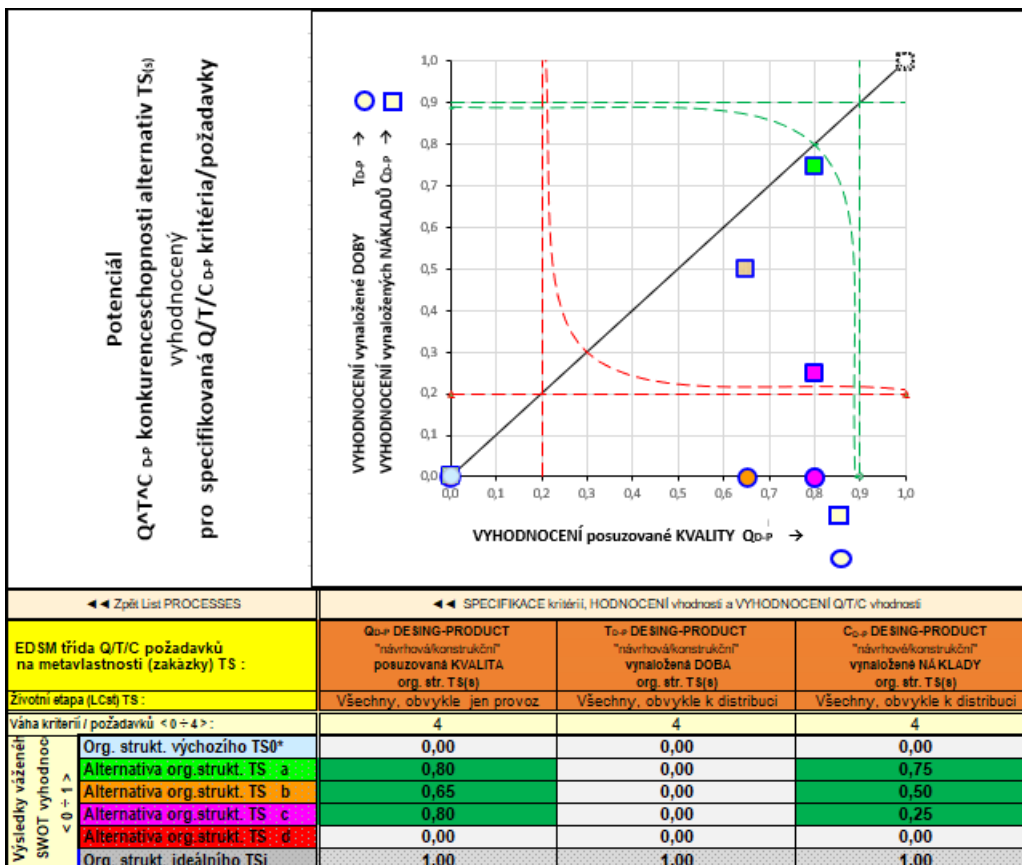 Potenciál
Q^T^C D-P konkurenceschopnosti alternativ TS(s)
vyhodnocený
pro specifikovaná Q/T/C D-P kritéria/požadavky
VYHODNOCENÍ vynaložené DOBY TD-P →
VYHODNOCENÍ vynaložených NÁKLADŮ CD-P →
1,0
0,9
0,8
0,7
0,6
0,5
0,4
0,3
0,2
0,1
0,0
0,0 0,1 0,2 0,3 0,4 0,5 0,6 0,7 0,8 0,9 1,0
VYHODNOCENÍ posuzované KVALITY QD-P →
◄◄ Zpět List PROCESSES
◄◄ SPECIFIKACE kritérií, HODNOCENÍ vhodnosti a VYHODNOCENÍ Q/T/C vhodnosti
EDSM třída Q/T/C požadavků
na metavlastnosti (zakázky) TS :
QD-P DESING-PRODUCT
"návrhová/konstrukční"
posuzovaná KVALITA
org. str. TS(s)
TD-P DESING-PRODUCT
"návrhová/konstrukční"
vynaložená DOBA
org. str. TS(s)
CD-P DESING-PRODUCT
"návrhové/konstrukční"
vynaložené NÁKLADY
org. str. TS(s)
Životní etapa (LCst) TS :
Všechny, obvykle jen provoz
Všechny, obvykle k distribuci
Všechny, obvykle k distribuci
Váha kriterií / požadavků < 0 ÷ 4 > :
4 4 4
Výsledky váženéh
SWOT vyhodnoc
< 0 ÷ 1 >
Org. strukt. výchozího TS0* 0,00 0,00 0,00
Alternativa org.strukt. TS a 0,80 0,00 0,75
Alternativa org.strukt. TS b 0,65 0,00 0,50
Alternativa org.strukt. TS c 0,80 0,00 0,25
Alternativa org.strukt. TS d 0,00 0,00 0,00
Org. strukt. ideálního TSi 1,00 1,00 1,00